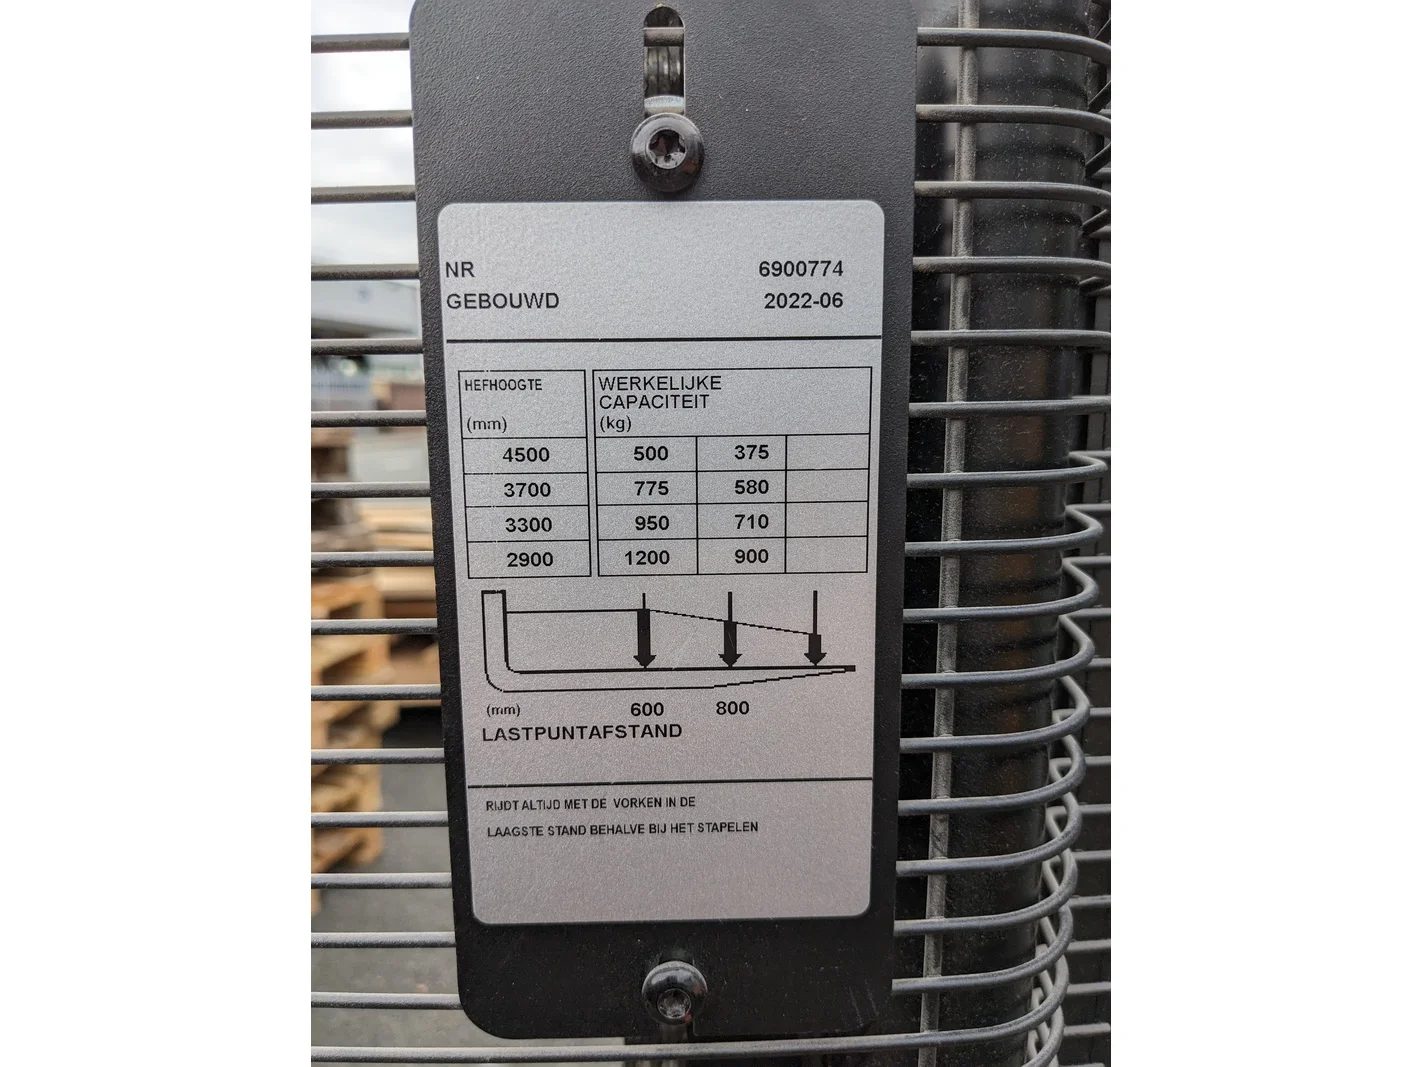 NR 6900774
GEBOUWD 2022-06
HEFHOOGTE
(mm)
WERKELIJKE
CAPACITEIT
(kg)
4500 500 375
3700 775 580
3300 950 710
2900 1200 900
(mm) 600 800
LASTPUNTAFSTAND
RIJDT ALTIJD MET DE VORKEN IN DE
LAAGSTE STAND BEHALVE BIJ HET STAPELEN